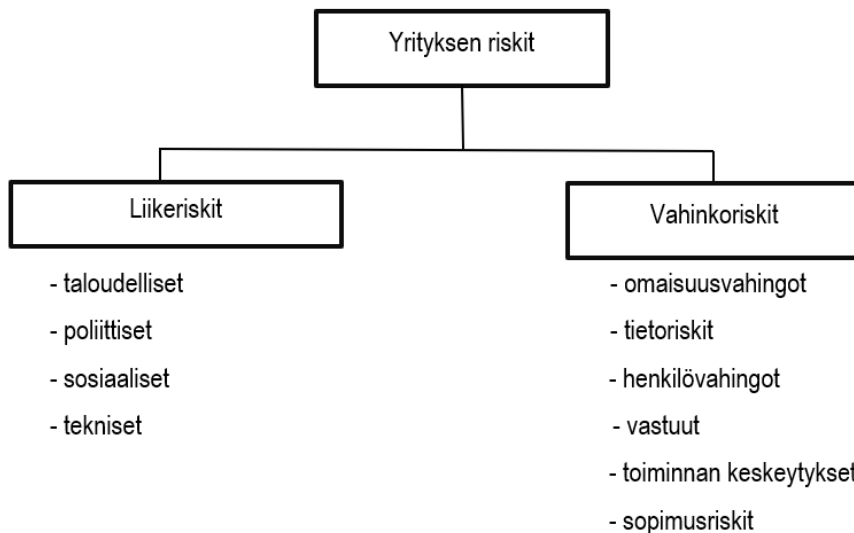 Yrityksen riskit
Liikeriskit
- taloudelliset
- poliittiset
- sosiaaliset
- tekniset
Vahinkoriskit
- omaisuusvahingot
- tietoriskit
- henkilövahingot
- vastuut
- toiminnan keskeytykset
- sopimusriskit